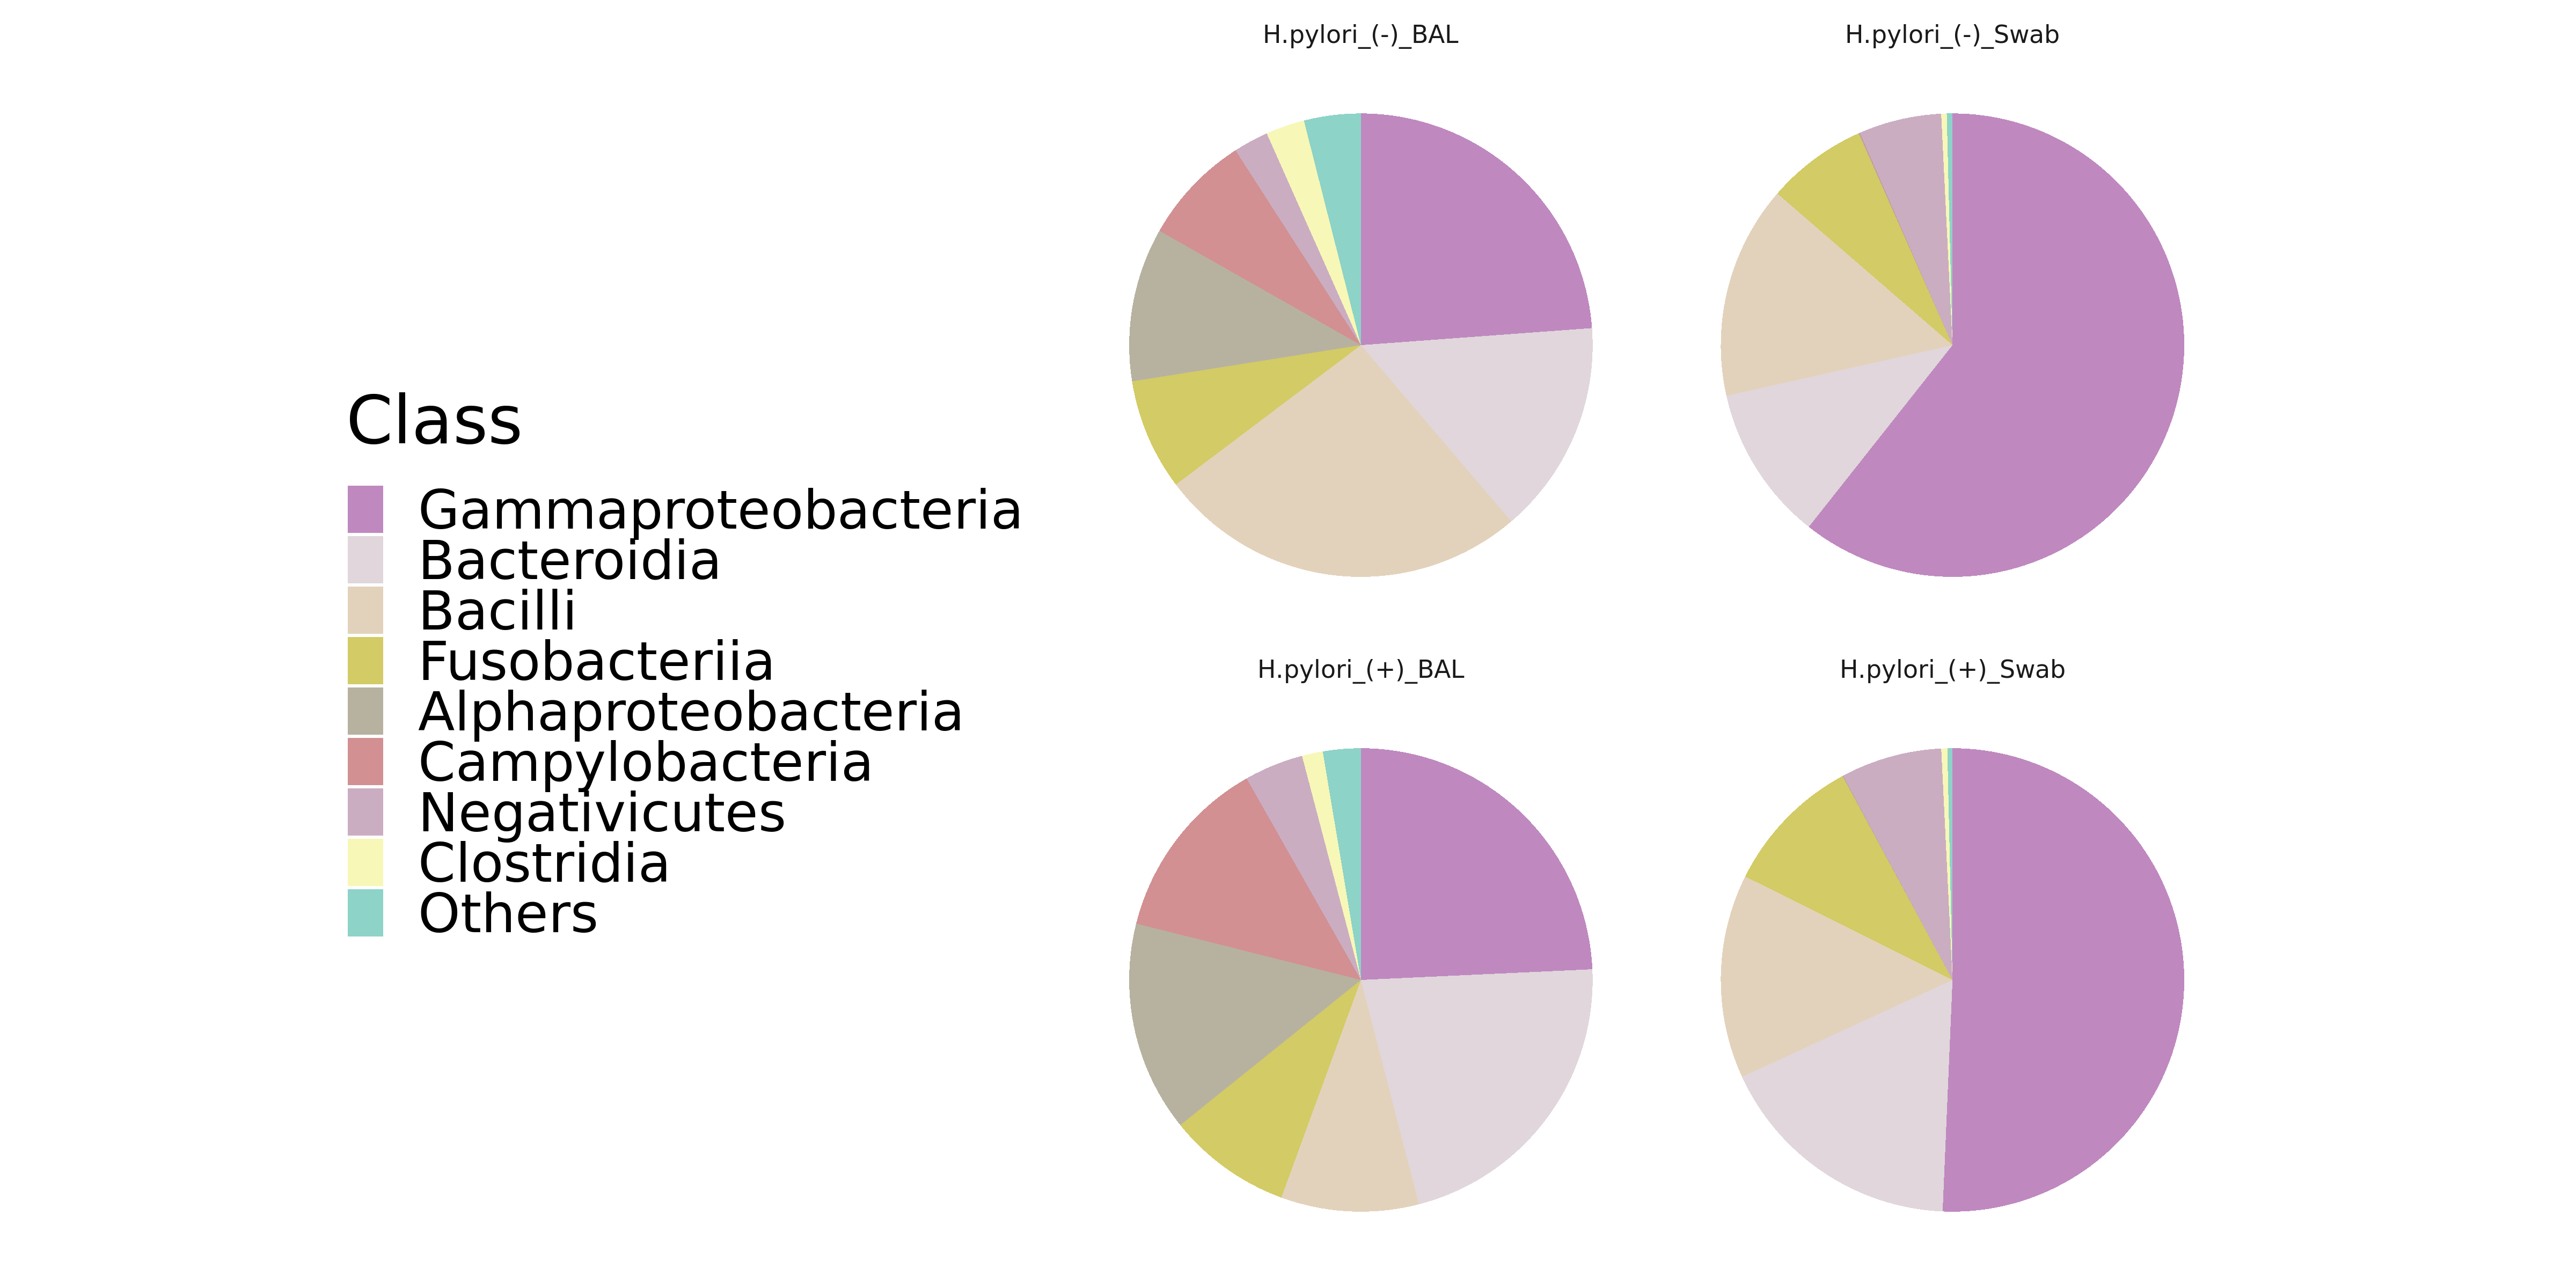 H.pylori_(-)_BAL
H.pylori_(-)_Swab
Class
Gammaproteobacteria
Bacteroidia
Bacilli
Fusobacteriia
Alphaproteobacteria
Campylobacteria
Negativicutes
Clostridia
Others
H.pylori_(+)_BAL
H.pylori_(+)_Swab